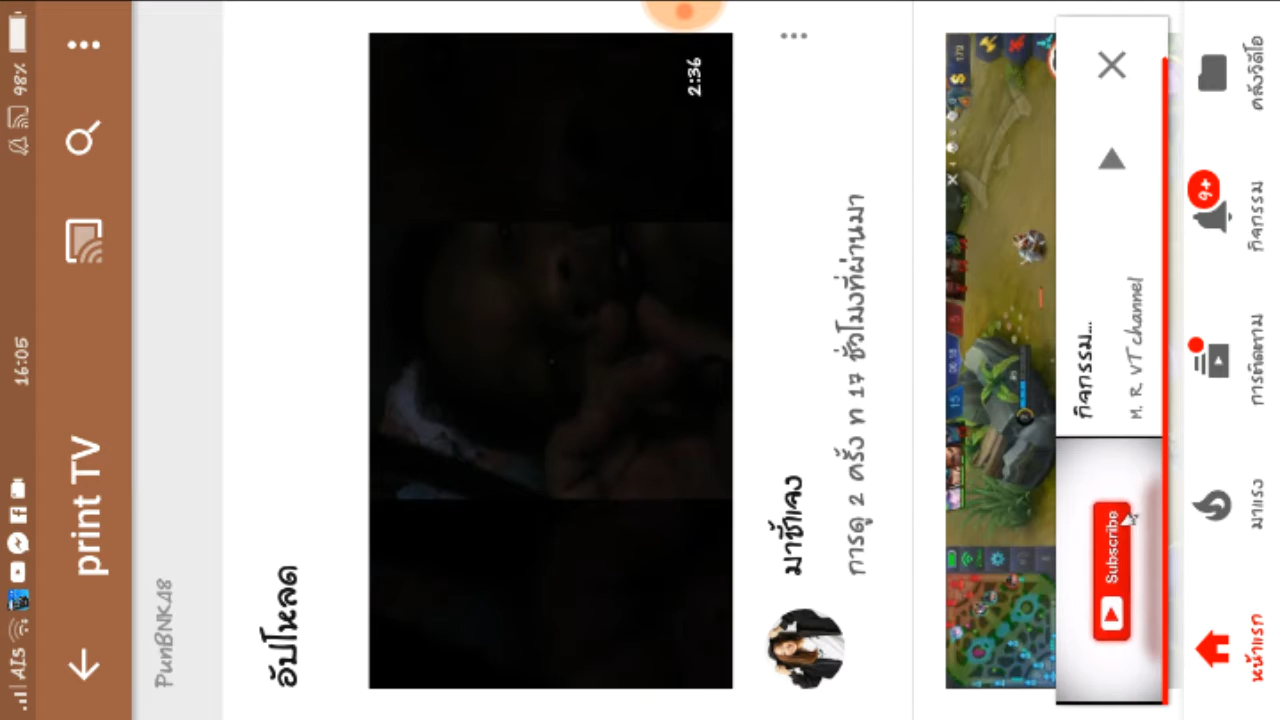 AIS 16:05 98%
print TV
PunBNK48
อัปโหลด
2:36
มาซ้ำแคง
การดู 2 ครั้ง ท 17 ชั่วโมงที่ผ่านมา
179
15
กิจกรรม...
M. R. VT channel
Subscribe
หน้าแรก
มาแรง
การติดตาม
9+
กิจกรรม
คลังวิดีโอ